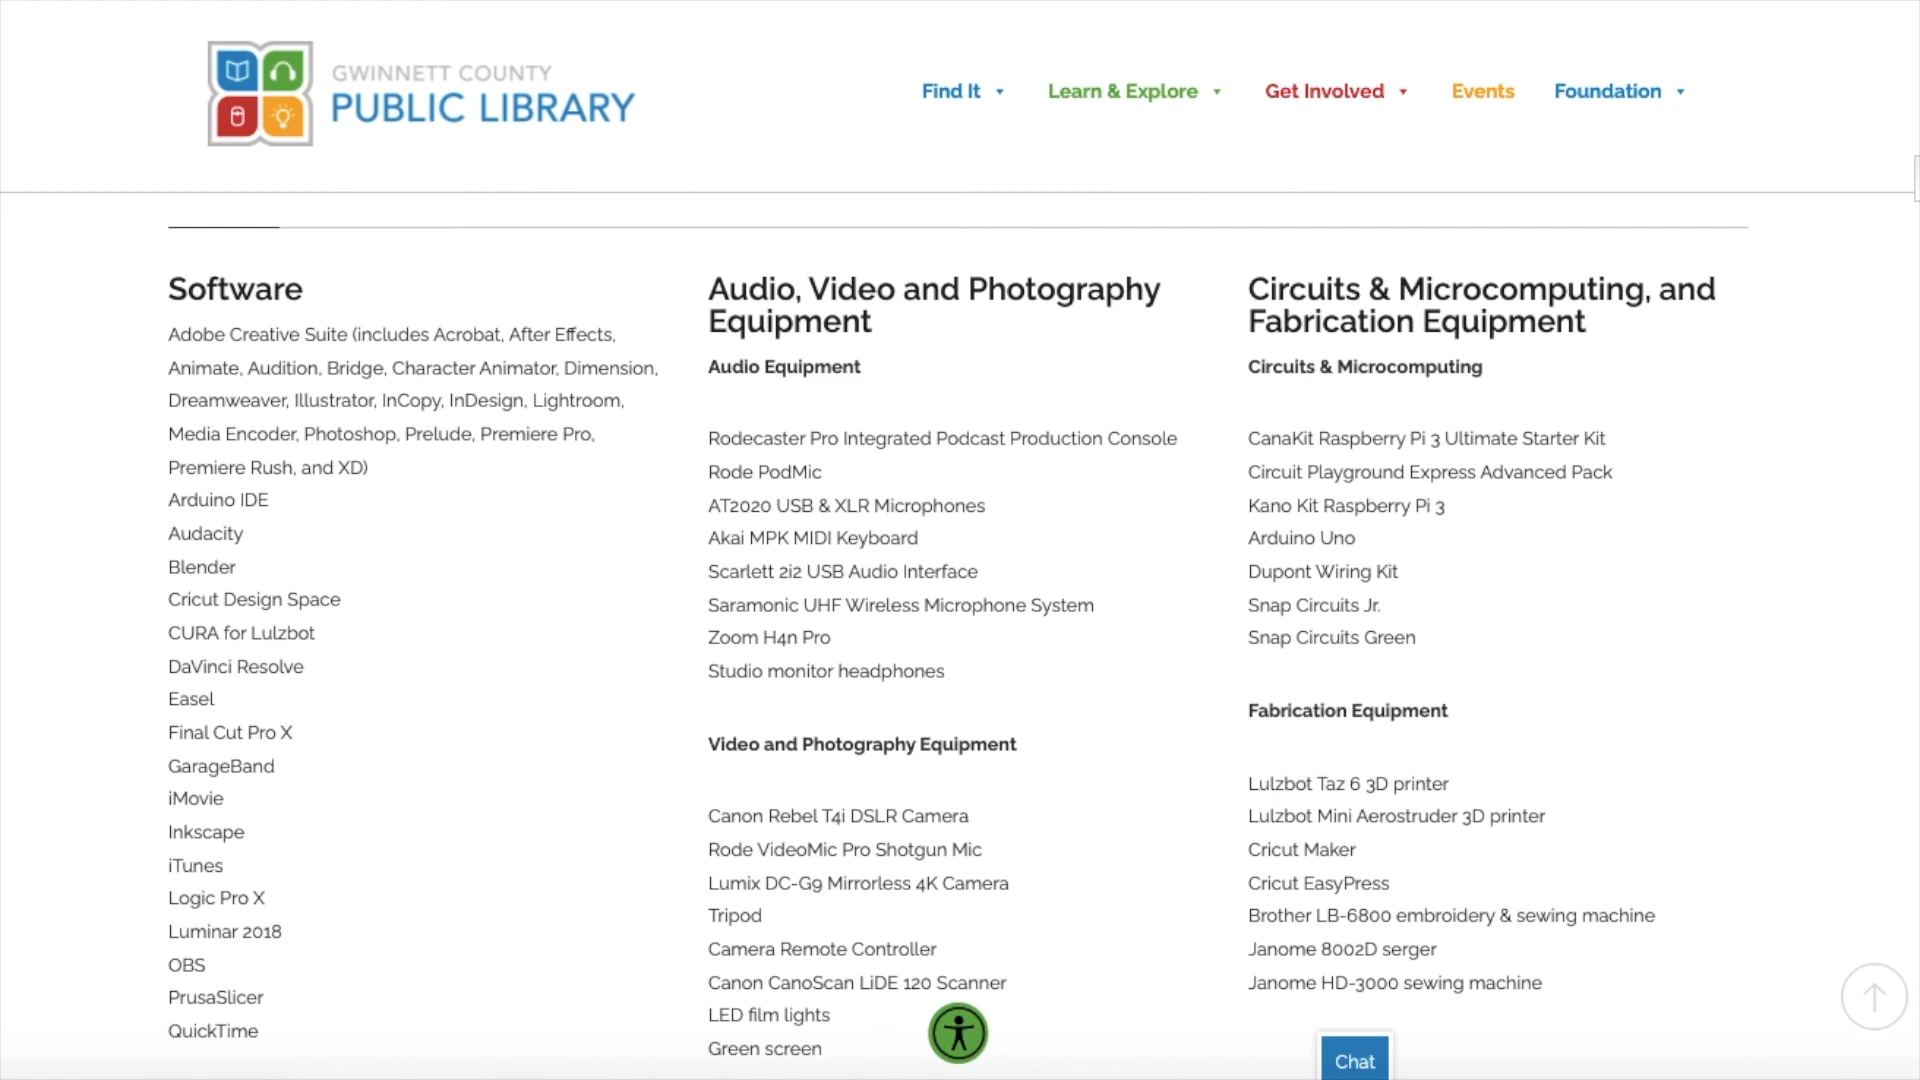 GWINNETT COUNTY
PUBLIC LIBRARY
Find It
Learn & Explore
Get Involved
Events
Foundation
Software
Adobe Creative Suite (includes Acrobat, After Effects,
Animate, Audition, Bridge, Character Animator, Dimension,
Dreamweaver, Illustrator, InCopy, InDesign, Lightroom,
Media Encoder, Photoshop, Prelude, Premiere Pro,
Premiere Rush, and XD)
Arduino IDE
Audacity
Blender
Cricut Design Space
CURA for Lulzbot
DaVinci Resolve
Easel
Final Cut Pro X
GarageBand
iMovie
Inkscape
iTunes
Logic Pro X
Luminar 2018
OBS
PrusaSlicer
QuickTime
Audio, Video and Photography
Equipment
Audio Equipment
Rodecaster Pro Integrated Podcast Production Console
Rode PodMic
AT2020 USB & XLR Microphones
Akai MPK MIDI Keyboard
Scarlett 2i2 USB Audio Interface
Saramonic UHF Wireless Microphone System
Zoom H4n Pro
Studio monitor headphones
Video and Photography Equipment
Canon Rebel T4i DSLR Camera
Rode VideoMic Pro Shotgun Mic
Lumix DC-G9 Mirrorless 4K Camera
Tripod
Camera Remote Controller
Canon CanoScan LiDE 120 Scanner
LED film lights
Green screen
Circuits & Microcomputing, and
Fabrication Equipment
Circuits & Microcomputing
CanaKit Raspberry Pi 3 Ultimate Starter Kit
Circuit Playground Express Advanced Pack
Kano Kit Raspberry Pi 3
Arduino Uno
Dupont Wiring Kit
Snap Circuits Jr.
Snap Circuits Green
Fabrication Equipment
Lulzbot Taz 6 3D printer
Lulzbot Mini Aerostruder 3D printer
Cricut Maker
Cricut EasyPress
Brother LB-6800 embroidery & sewing machine
Janome 8002D serger
Janome HD-3000 sewing machine
Chat